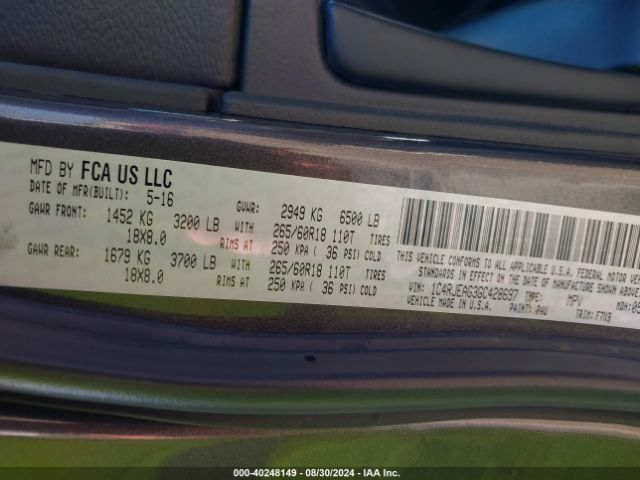 MFD BY FCA US LLC
DATE OF MFR(BUILT): 5-16
GVWR: 2949 KG 6500 LB
GAWR FRONT: 1452 KG 3200 LB WITH 265/60R18 110T TIRES
18X8.0 RIMS AT 250 KPA ( 36 PSI) COLD
GAWR REAR: 1679 KG 3700 LB WITH 265/60R18 110T TIRES
18X8.0 RIMS AT 250 KPA ( 36 PSI) COLD
THIS VEHICLE CONFORMS TO ALL APPLICABLE U.S.A. FEDERAL MOTOR VEHI
STANDARDS IN EFFECT ON THE DATE OF MANUFACTURE SHOWN ABOVE
VIN: 1C4RJEAG3GC428697 TYPE: MPV
VEHICLE MADE IN U.S.A. PAINT: PAU MDH: 05
TRIM: F7X9
000-40248149 - 08/30/2024 - IAA Inc.